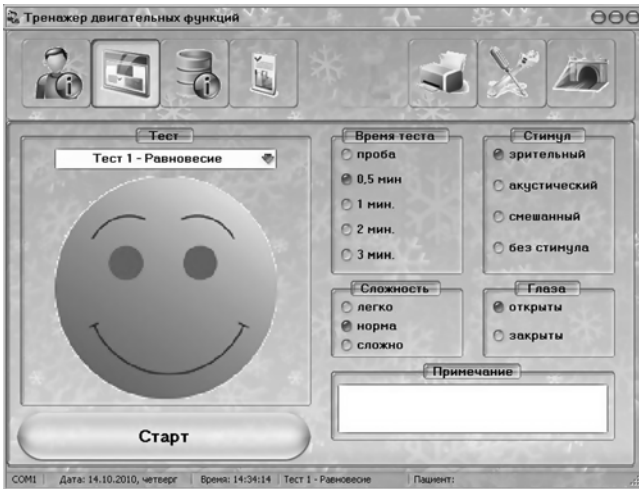 Тренажер двигательных функций
Тест
Тест 1 - Равновесие
Старт
Время теста
проба
0,5 мин
1 мин.
2 мин.
3 мин.
Стимул
зрительный
акустический
смешанный
без стимула
Сложность
легко
норма
сложно
Глаза
открыты
закрыты
Примечание
COM1 Дата: 14.10.2010, четверг Время: 14:34:14 Тест 1 - Равновесие Пациент: